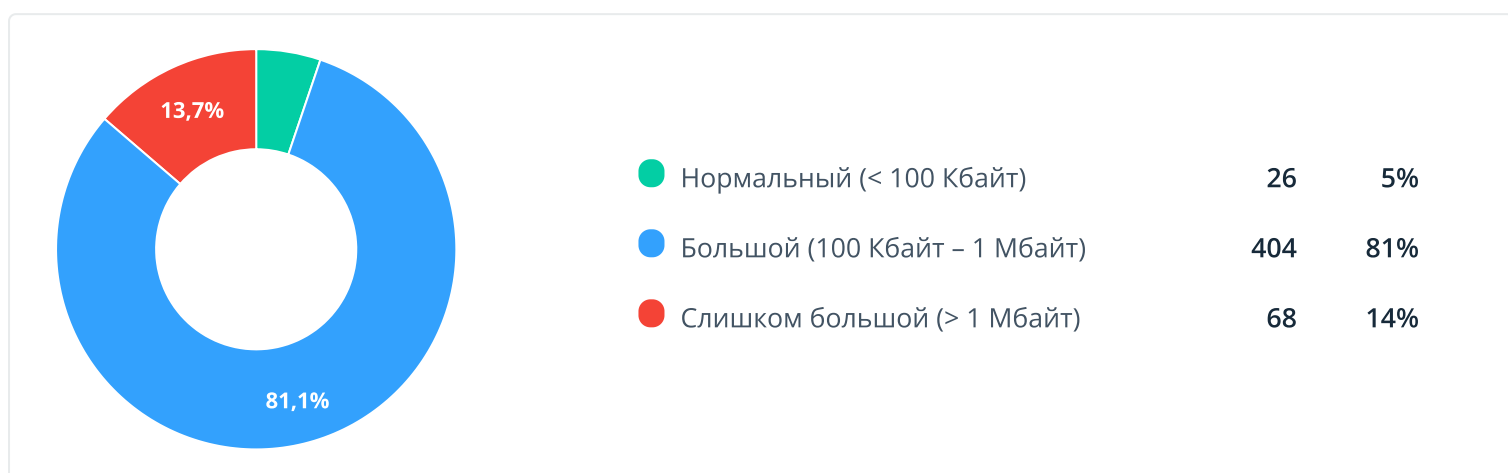 13,7%
81,1%
Нормальный (< 100 Кбайт) 26 5%
Большой (100 Кбайт – 1 Мбайт) 404 81%
Слишком большой (> 1 Мбайт) 68 14%